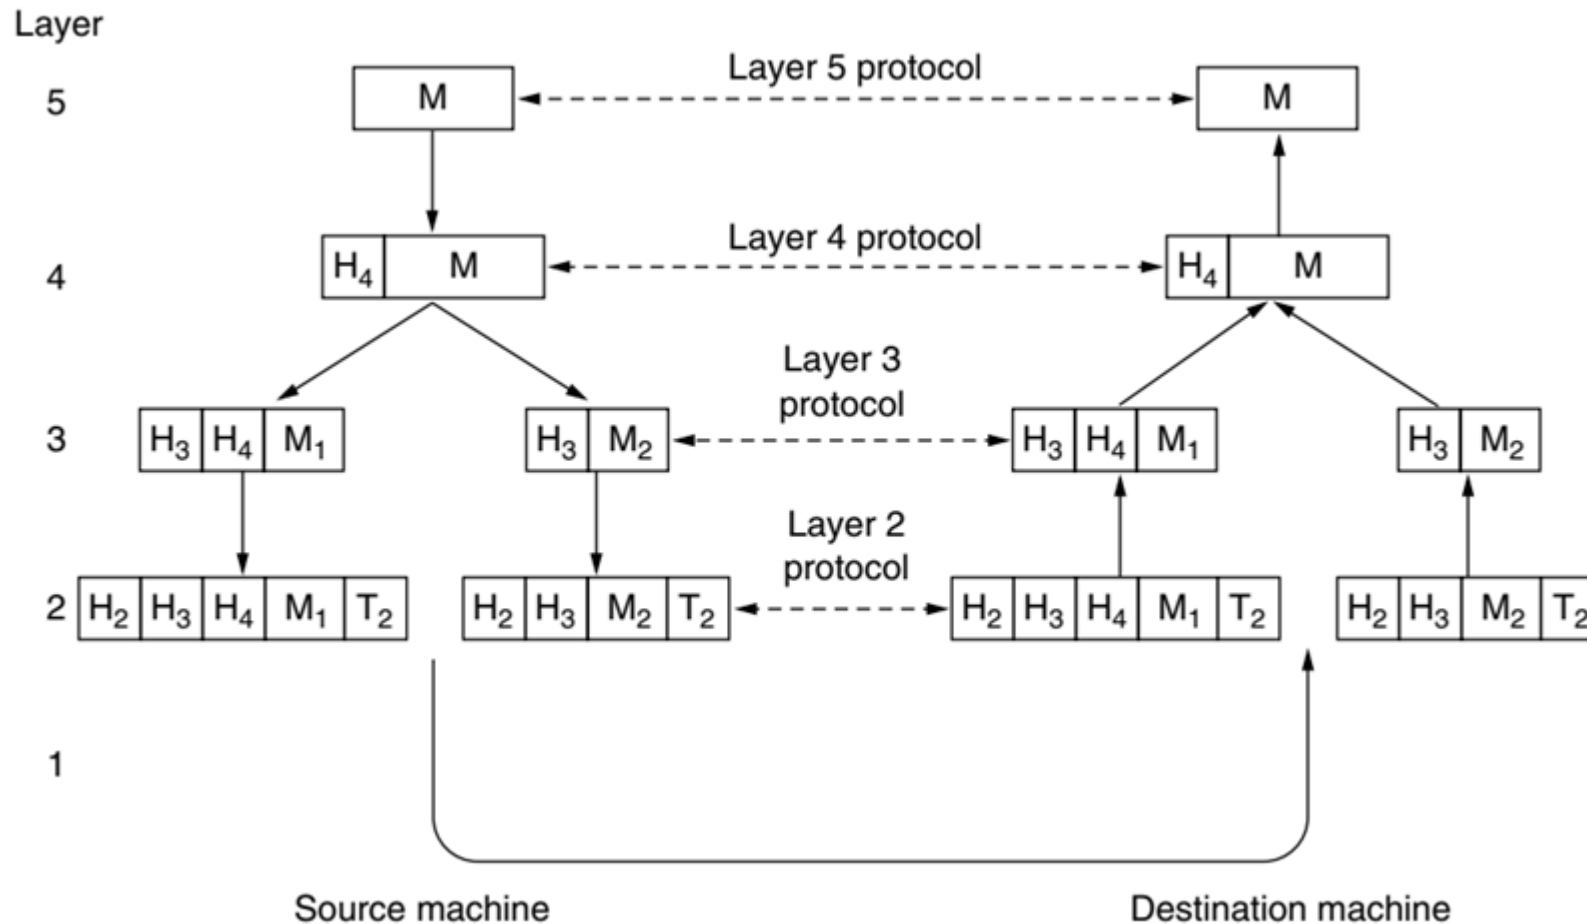 Layer
5 M Layer 5 protocol M
4 H₄ M Layer 4 protocol H₄ M
Layer 3
protocol
3 H₃ H₄ M₁ H₃ M₂ H₃ H₄ M₁ H₃ M₂
Layer 2
protocol
2 H₂ H₃ H₄ M₁ T₂ H₂ H₃ M₂ T₂ H₂ H₃ H₄ M₁ T₂ H₂ H₃ M₂ T₂
1
Source machine Destination machine